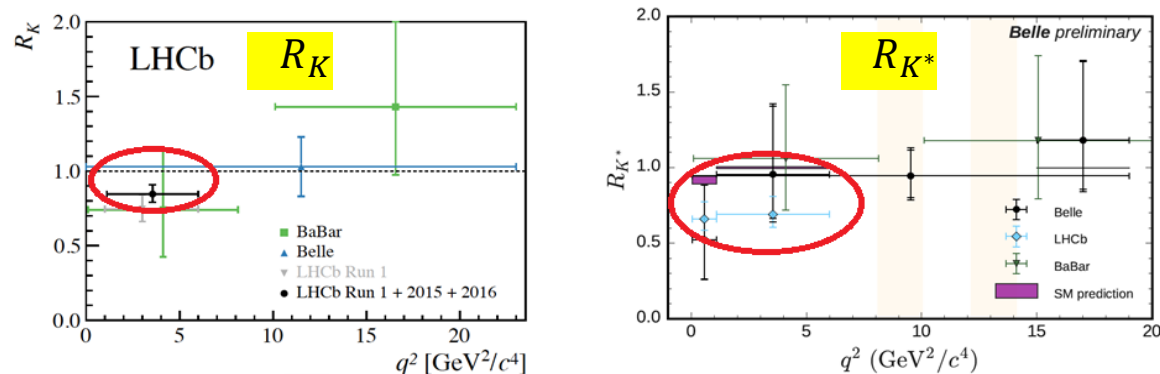 R_K
2.0
1.5
1.0
0.5
0.0
LHCb
R_K
BaBar
Belle
LHCb Run 1
LHCb Run 1 + 2015 + 2016
0
5
10
15
20
q² [GeV²/c⁴]
R_K*
2.0
1.5
1.0
0.5
0.0
Belle preliminary
R_K*
Belle
LHCb
BaBar
SM prediction
0
5
10
15
20
q² (GeV²/c⁴)